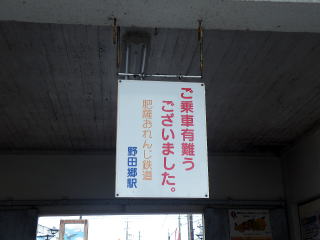 ご乗車有難う
ございました。
肥薩おれんじ鉄道
野田郷駅